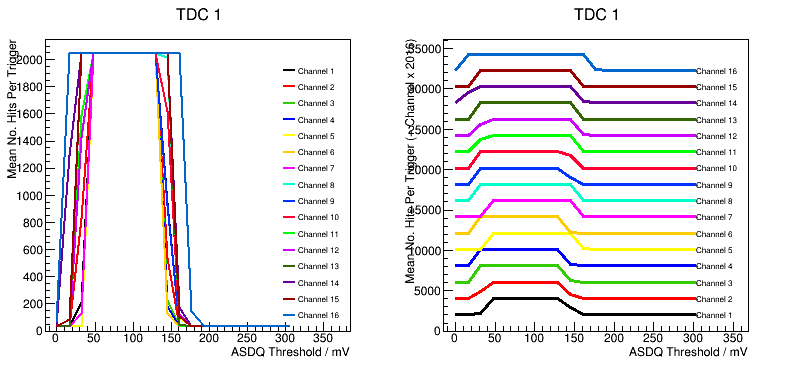 TDC 1
Mean No. Hits Per Trigger
2000
1800
1600
1400
1200
1000
800
600
400
200
0
0 50 100 150 200 250 300 350
ASDQ Threshold / mV
Channel 1
Channel 2
Channel 3
Channel 4
Channel 5
Channel 6
Channel 7
Channel 8
Channel 9
Channel 10
Channel 11
Channel 12
Channel 13
Channel 14
Channel 15
Channel 16
TDC 1
Mean No. Hits Per Trigger (+ Channel x 2016)
35000
30000
25000
20000
15000
10000
5000
0
0 50 100 150 200 250 300 350
ASDQ Threshold / mV
Channel 16
Channel 15
Channel 14
Channel 13
Channel 12
Channel 11
Channel 10
Channel 9
Channel 8
Channel 7
Channel 6
Channel 5
Channel 4
Channel 3
Channel 2
Channel 1